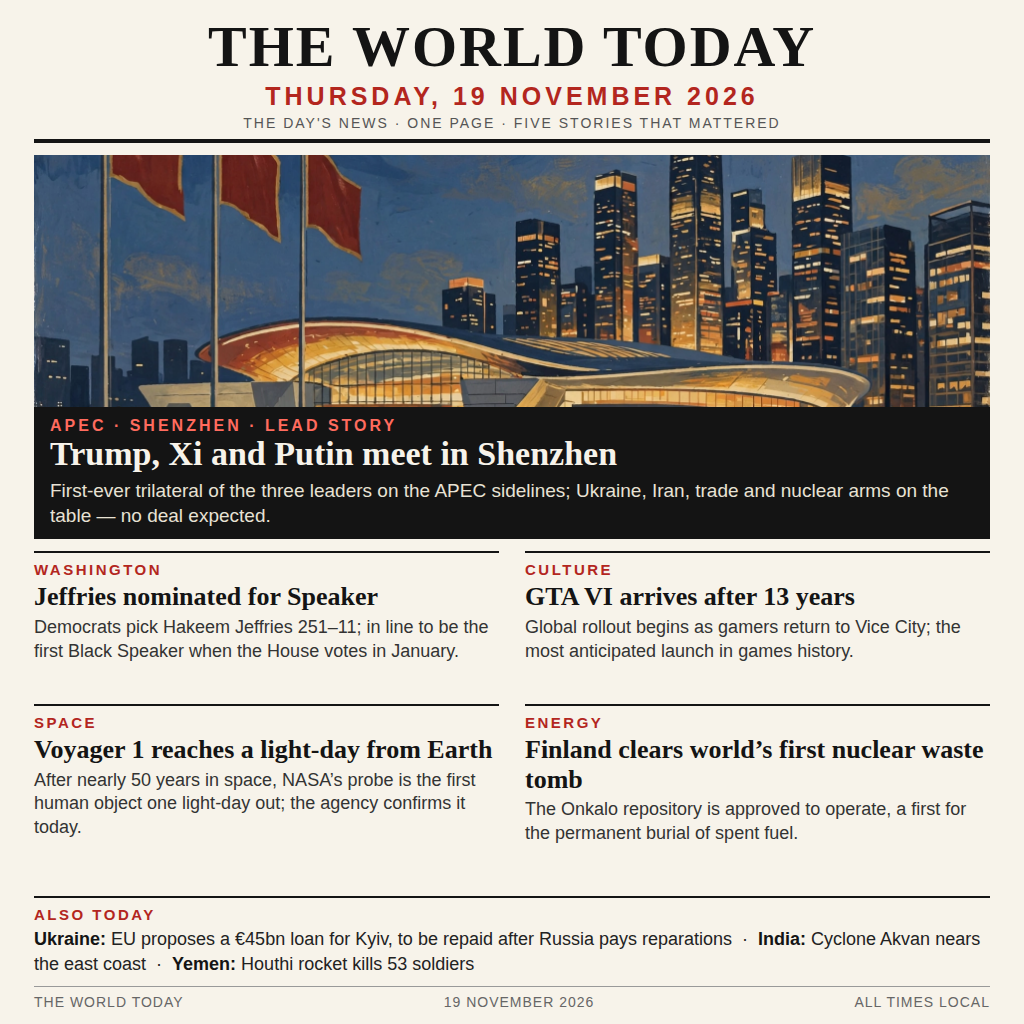 THE WORLD TODAY
THURSDAY, 19 NOVEMBER 2026
THE DAY'S NEWS · ONE PAGE · FIVE STORIES THAT MATTERED
APEC · SHENZHEN · LEAD STORY
Trump, Xi and Putin meet in Shenzhen
First-ever trilateral of the three leaders on the APEC sidelines; Ukraine, Iran, trade and nuclear arms on the
table — no deal expected.
WASHINGTON
Jeffries nominated for Speaker
Democrats pick Hakeem Jeffries 251–11; in line to be the
first Black Speaker when the House votes in January.
CULTURE
GTA VI arrives after 13 years
Global rollout begins as gamers return to Vice City; the
most anticipated launch in games history.
SPACE
Voyager 1 reaches a light-day from Earth
After nearly 50 years in space, NASA’s probe is the first
human object one light-day out; the agency confirms it
today.
ENERGY
Finland clears world’s first nuclear waste
tomb
The Onkalo repository is approved to operate, a first for
the permanent burial of spent fuel.
ALSO TODAY
Ukraine: EU proposes a €45bn loan for Kyiv, to be repaid after Russia pays reparations · India: Cyclone Akvan nears
the east coast · Yemen: Houthi rocket kills 53 soldiers
THE WORLD TODAY
19 NOVEMBER 2026
ALL TIMES LOCAL